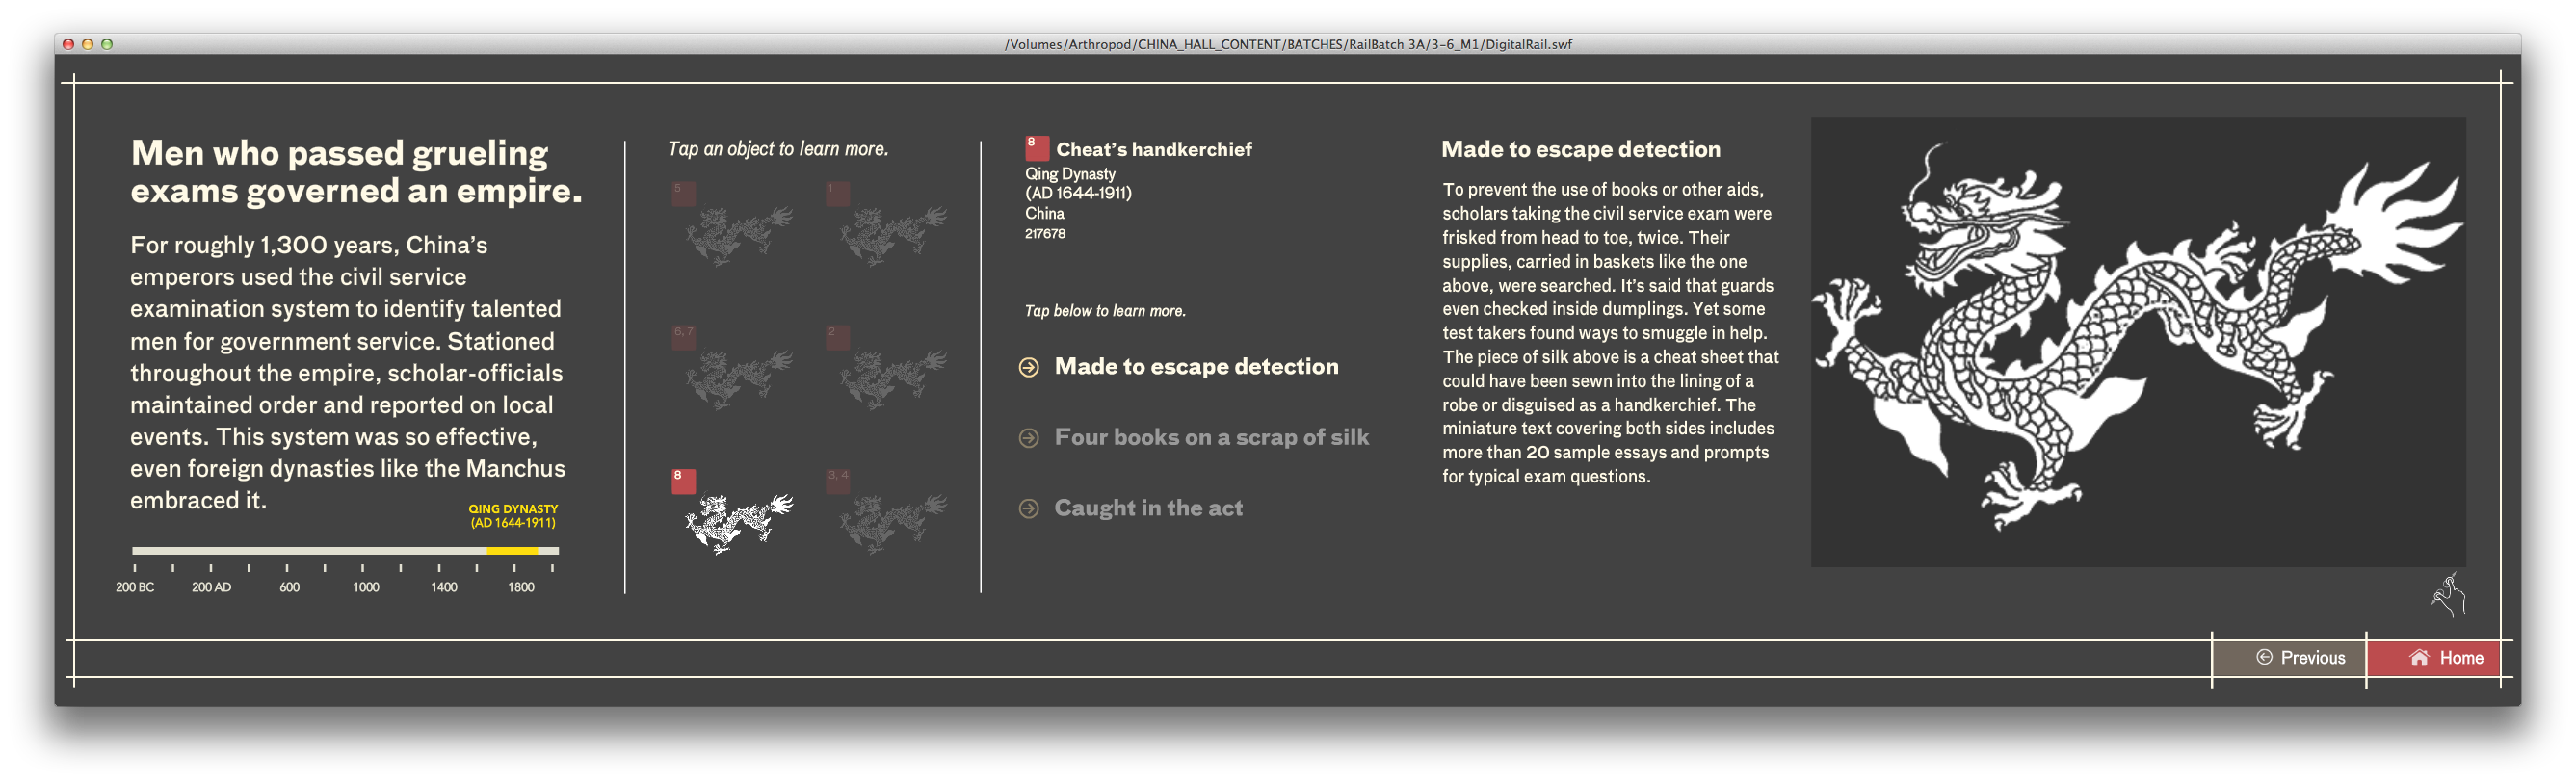 /Volumes/Arthropod/CHINA_HALL_CONTENT/BATCHES/RailBatch 3A/3-6_M1/DigitalRail.swf
Men who passed grueling
exams governed an empire.
For roughly 1,300 years, China's
emperors used the civil service
examination system to identify talented
men for government service. Stationed
throughout the empire, scholar-officials
maintained order and reported on local
events. This system was so effective,
even foreign dynasties like the Manchus
embraced it.
QING DYNASTY
(AD 1644-1911)
200 BC 200 AD 600 1000 1400 1800
Tap an object to learn more.
5 1
6, 7 2
8 3, 4
8 Cheat's handkerchief
Qing Dynasty
(AD 1644-1911)
China
217678
Tap below to learn more.
Made to escape detection
Four books on a scrap of silk
Caught in the act
Made to escape detection
To prevent the use of books or other aids,
scholars taking the civil service exam were
frisked from head to toe, twice. Their
supplies, carried in baskets like the one
above, were searched. It's said that guards
even checked inside dumplings. Yet some
test takers found ways to smuggle in help.
The piece of silk above is a cheat sheet that
could have been sewn into the lining of a
robe or disguised as a handkerchief. The
miniature text covering both sides includes
more than 20 sample essays and prompts
for typical exam questions.
Previous
Home